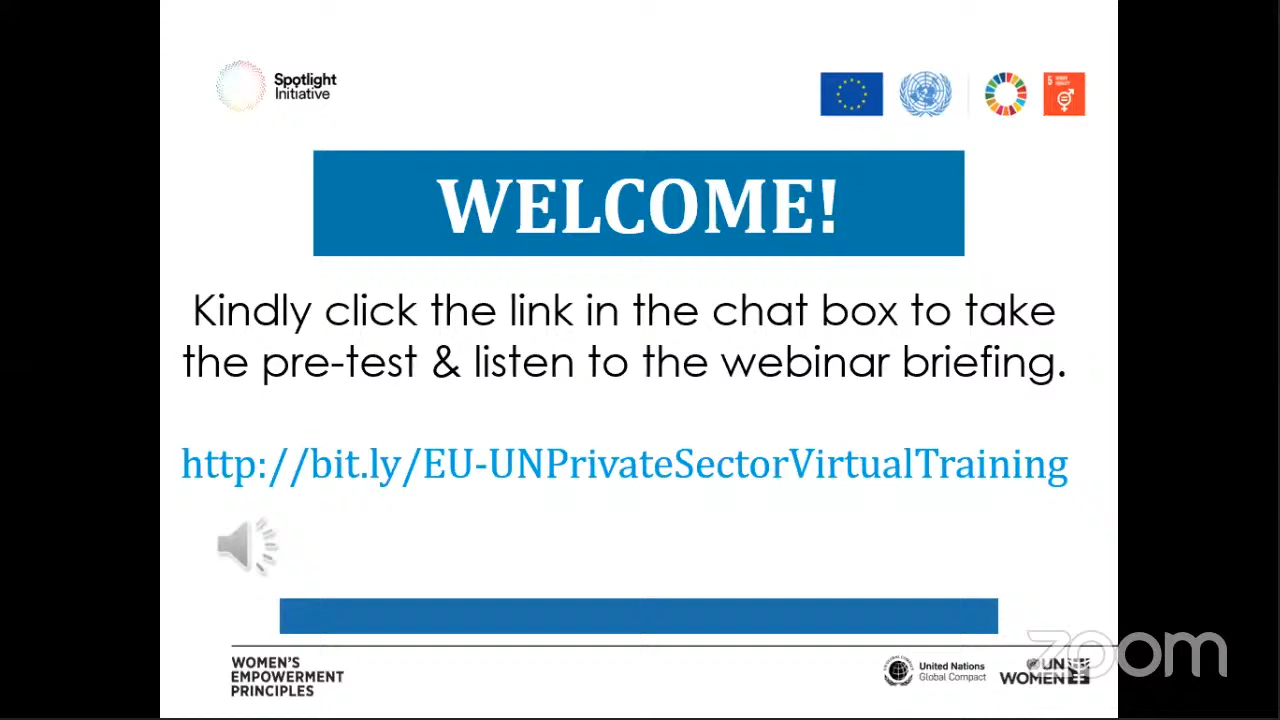 Spotlight
Initiative
5
WELCOME!
Kindly click the link in the chat box to take
the pre-test & listen to the webinar briefing.
http://bit.ly/EU-UNPrivateSectorVirtualTraining
WOMEN'S
EMPOWERMENT
PRINCIPLES
United Nations
Global Compact
UN
WOMEN
zoom